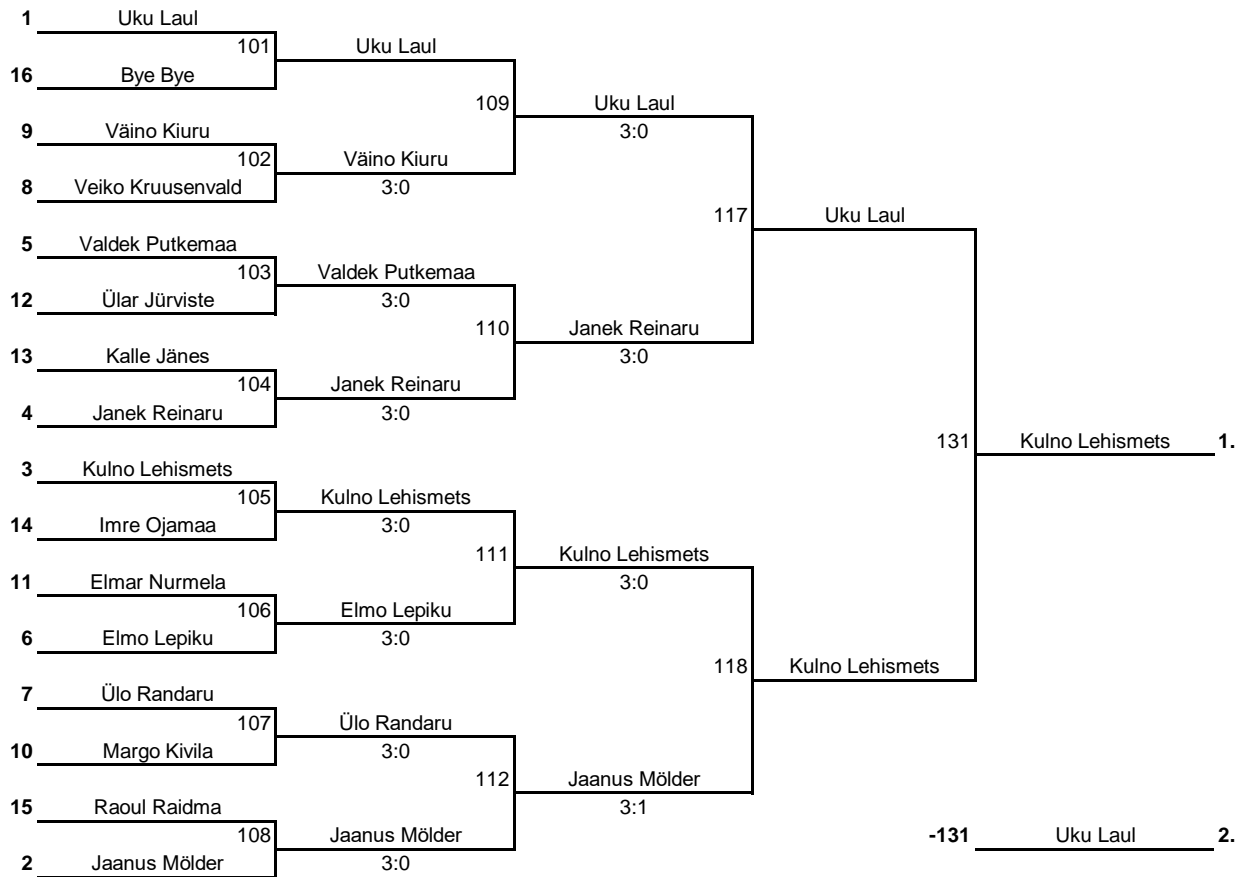 1 Uku Laul
101 Uku Laul
16 Bye Bye
109 Uku Laul
9 Väino Kiuru 3:0
102 Väino Kiuru
8 Veiko Kruusenvald 3:0
117 Uku Laul
5 Valdek Putkemaa
103 Valdek Putkemaa
12 Ülar Jürviste 3:0
110 Janek Reinaru
13 Kalle Jänes 3:0
104 Janek Reinaru
4 Janek Reinaru 3:0
131 Kulno Lehismets 1.
3 Kulno Lehismets
105 Kulno Lehismets
14 Imre Ojamaa 3:0
111 Kulno Lehismets
11 Elmar Nurmela 3:0
106 Elmo Lepiku
6 Elmo Lepiku 3:0
118 Kulno Lehismets
7 Ülo Randaru
107 Ülo Randaru
10 Margo Kivila 3:0
112 Jaanus Mölder
15 Raoul Raidma 3:1
108 Jaanus Mölder -131 Uku Laul 2.
2 Jaanus Mölder 3:0